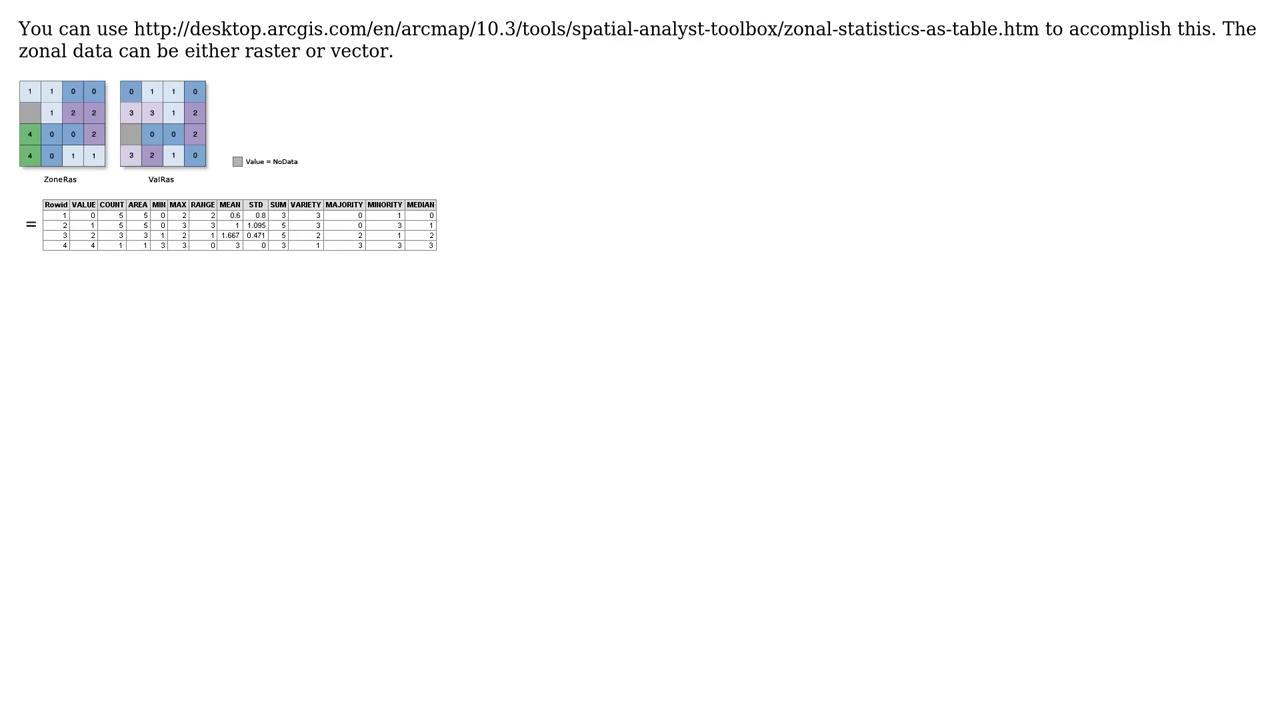 You can use http://desktop.arcgis.com/en/arcmap/10.3/tools/spatial-analyst-toolbox/zonal-statistics-as-table.htm to accomplish this. The
zonal data can be either raster or vector.
1 1 0 0 0 1 1 0
1 2 2 3 3 1 2
4 0 0 2 0 0 2
4 0 1 1 3 2 1 0
Value = NoData
ZoneRas ValRas
Rowid VALUE COUNT AREA MIN MAX RANGE MEAN STD SUM VARIETY MAJORITY MINORITY MEDIAN
1 0 5 5 0 2 2 0.6 0.8 3 3 0 1 0
= 2 1 5 5 0 3 3 1 1.095 5 3 0 3 1
3 2 3 3 1 2 1 1.667 0.471 5 2 2 1 2
4 4 1 1 3 3 0 3 0 3 1 3 3 3